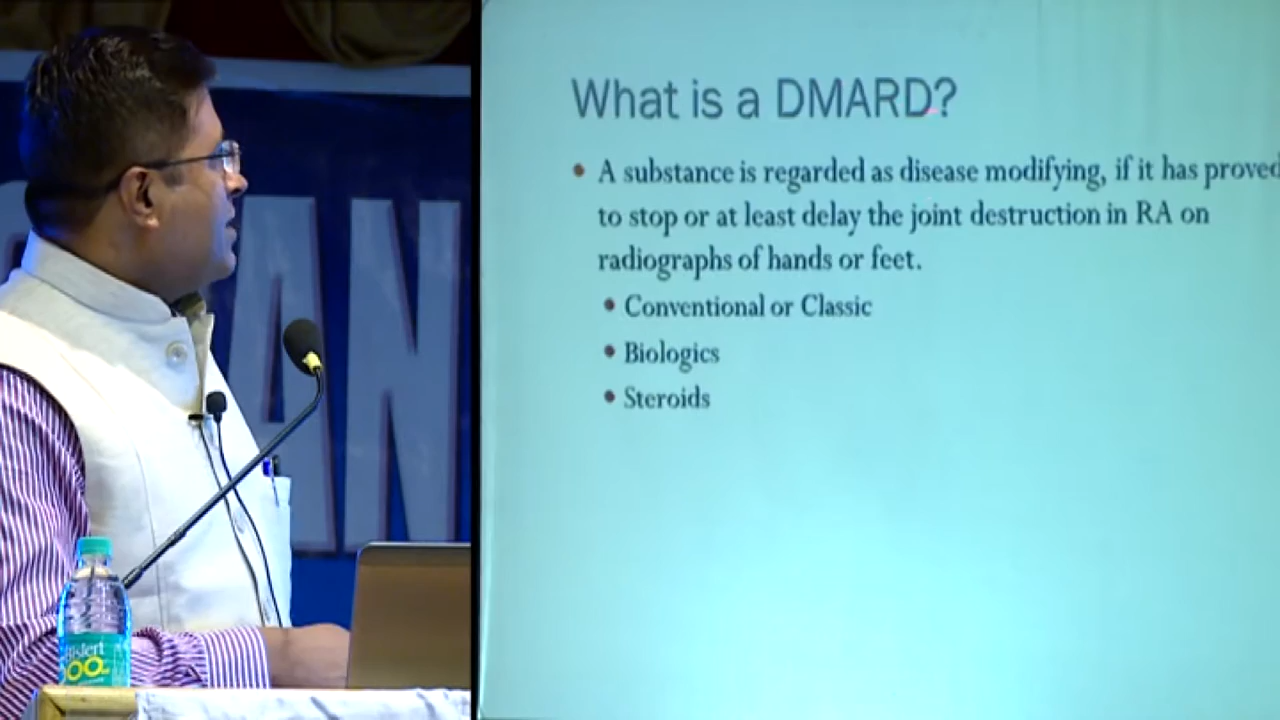 What is a DMARD?
• A substance is regarded as disease modifying, if it has proved
to stop or at least delay the joint destruction in RA on
radiographs of hands or feet.
• Conventional or Classic
• Biologics
• Steroids
AN